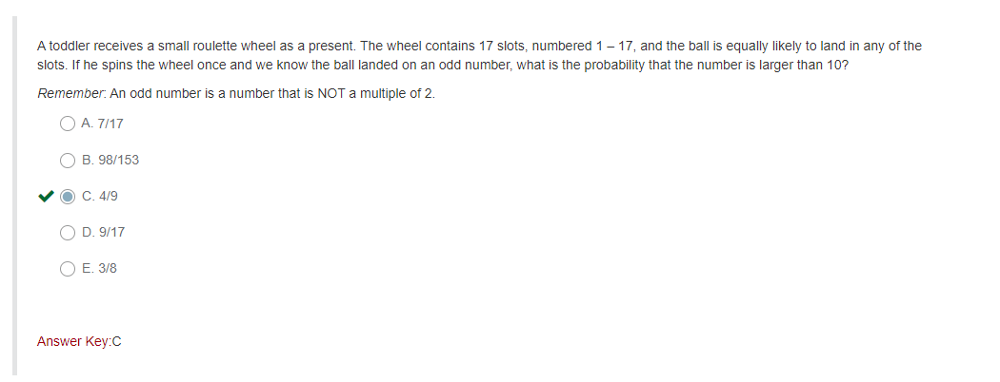 A toddler receives a small roulette wheel as a present. The wheel contains 17 slots, numbered 1 – 17, and the ball is equally likely to land in any of the
slots. If he spins the wheel once and we know the ball landed on an odd number, what is the probability that the number is larger than 10?
Remember: An odd number is a number that is NOT a multiple of 2.
A. 7/17
B. 98/153
C. 4/9
D. 9/17
E. 3/8
Answer Key:C